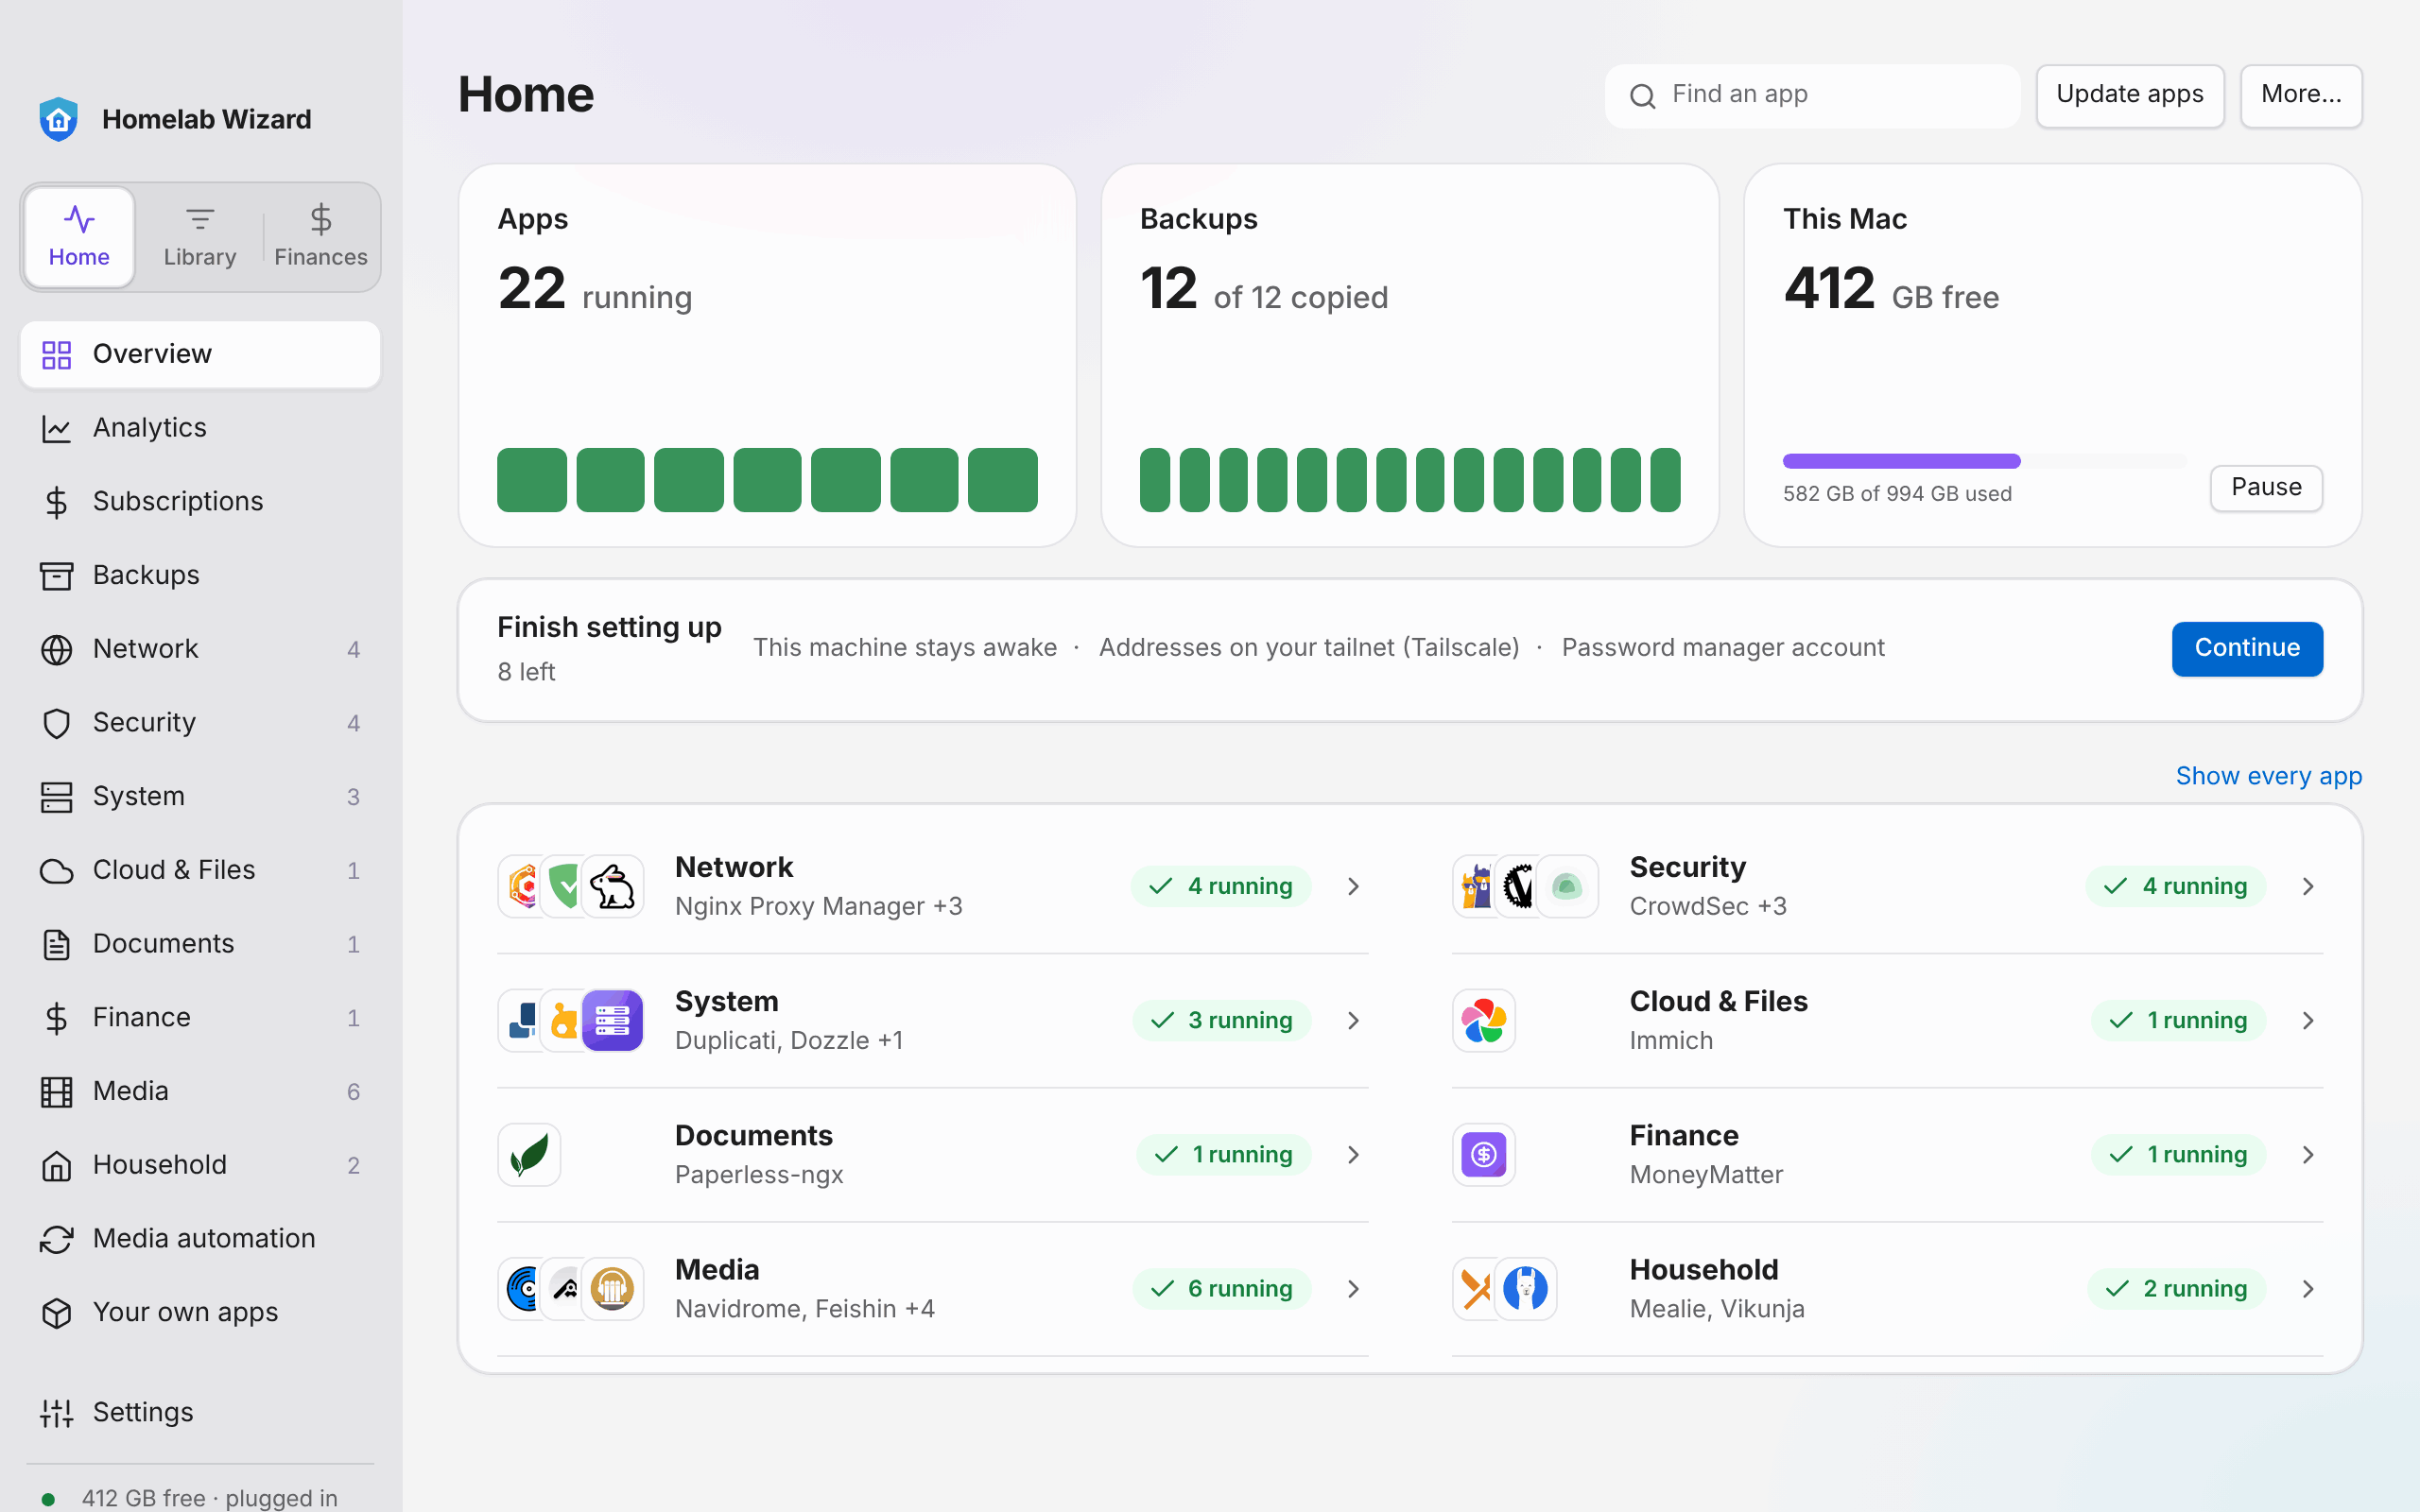 Homelab Wizard
Home
Library
Finances
Overview
Analytics
Subscriptions
Backups
Network 4
Security 4
System 3
Cloud & Files 1
Documents 1
Finance 1
Media 6
Household 2
Media automation
Your own apps
Settings
412 GB free · plugged in
Home
Find an app
Update apps
More...
Apps
22 running
Backups
12 of 12 copied
This Mac
412 GB free
582 GB of 994 GB used
Pause
Finish setting up
8 left
This machine stays awake · Addresses on your tailnet (Tailscale) · Password manager account
Continue
Show every app
Network
Nginx Proxy Manager +3
4 running
Security
CrowdSec +3
4 running
System
Duplicati, Dozzle +1
3 running
Cloud & Files
Immich
1 running
Documents
Paperless-ngx
1 running
Finance
MoneyMatter
1 running
Media
Navidrome, Feishin +4
6 running
Household
Mealie, Vikunja
2 running